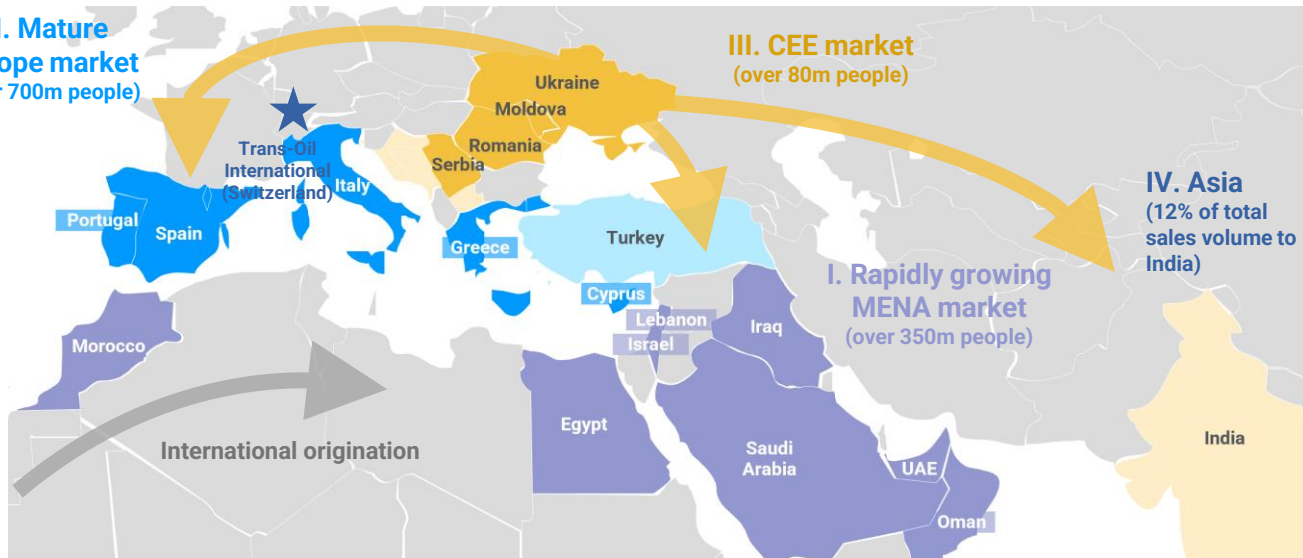 I. Mature
ope market
r 700m people)
III. CEE market
(over 80m people)
Ukraine
Moldova
Romania
Serbia
Trans-Oil
International
(Switzerland)
Italy
Portugal
Spain
Greece
Turkey
Cyprus
IV. Asia
(12% of total
sales volume to
India)
I. Rapidly growing
MENA market
(over 350m people)
Lebanon
Israel
Iraq
Morocco
International origination
Egypt
Saudi
Arabia
UAE
Oman
India